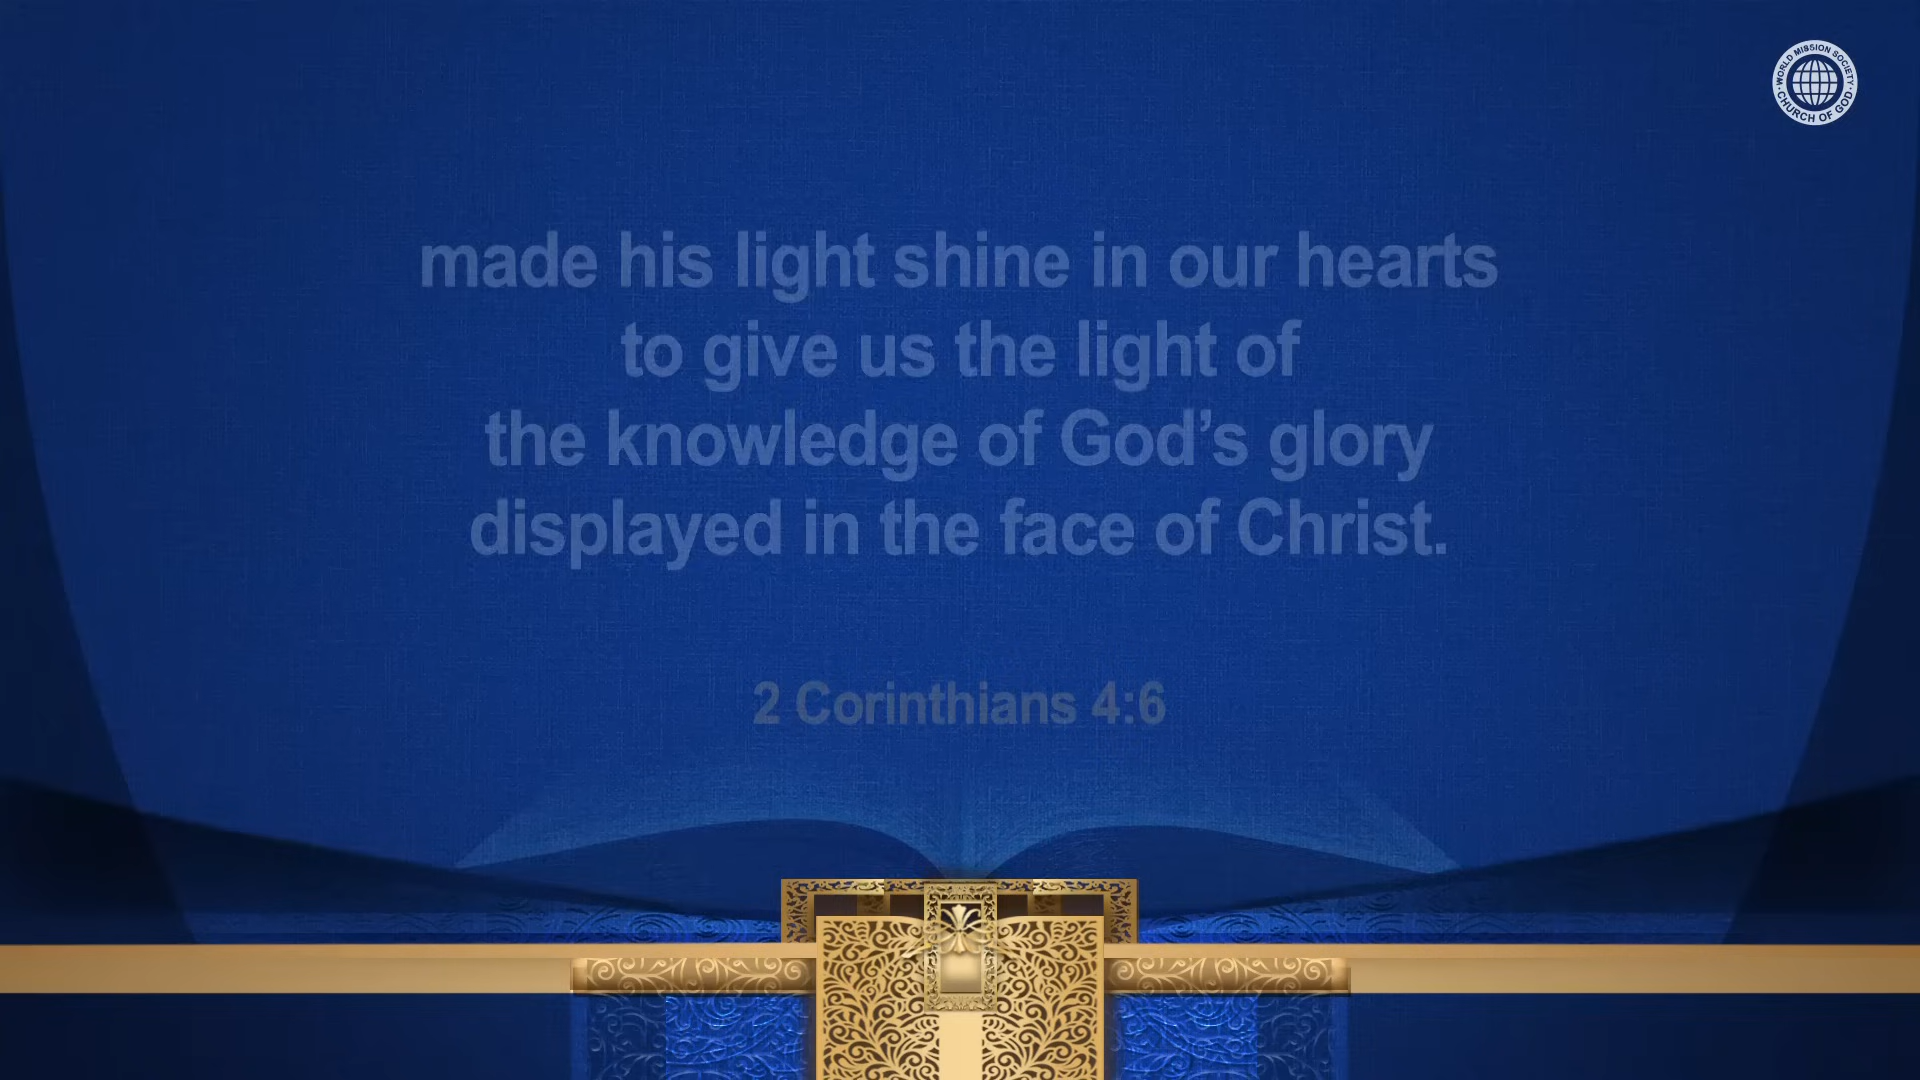 WORLD MISSION SOCIETY
CHURCH OF GOD
made his light shine in our hearts
to give us the light of
the knowledge of God’s glory
displayed in the face of Christ.
2 Corinthians 4:6